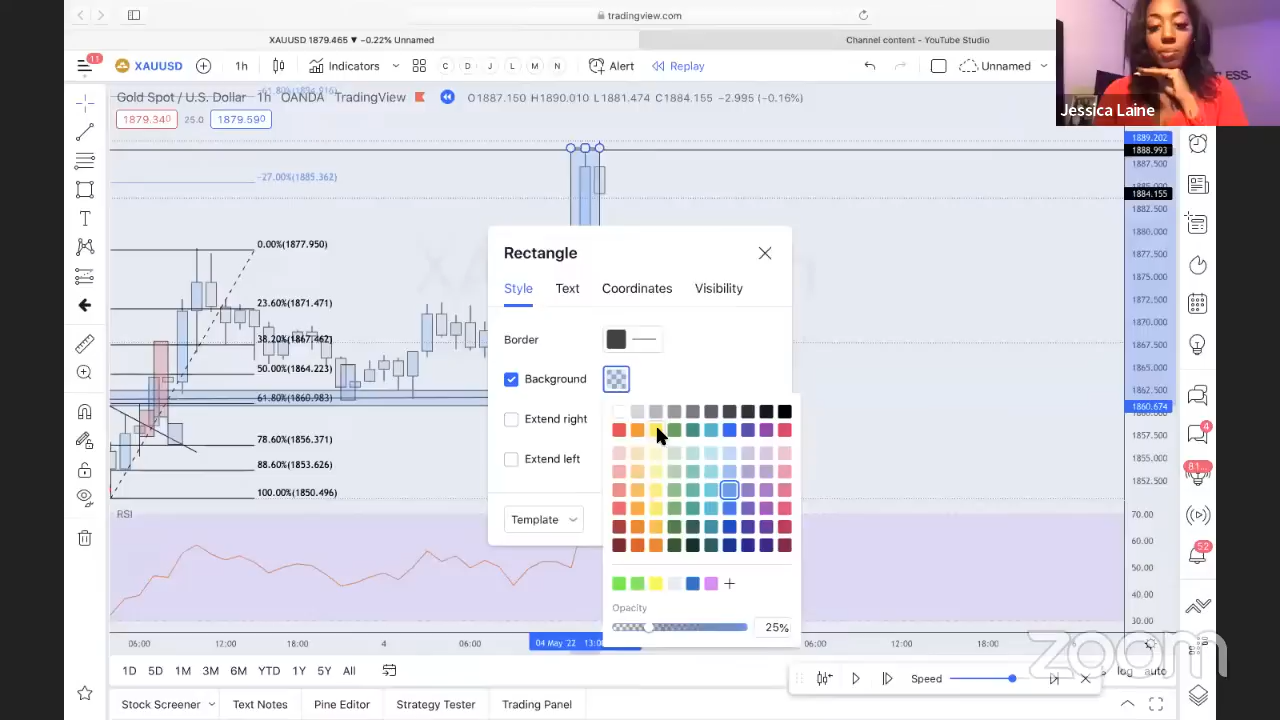 tradingview.com
XAUUSD 1879.465 ▼ −0.22% Unnamed
Channel content - YouTube Studio
11
XAUUSD
1h
Indicators
C
D
J
L
M
N
Alert
Replay
Unnamed
ESS.
Jessica Laine
Gold Spot / U.S. Dollar 1h OANDA TradingView
O1887.150 H1890.010 L1881.474 C1884.155 −2.995 (−0.16%)
1879.340
25.0
1879.590
−27.00%(1885.362)
0.00%(1877.950)
23.60%(1871.471)
38.20%(1867.462)
50.00%(1864.223)
61.80%(1860.983)
78.60%(1856.371)
88.60%(1853.626)
100.00%(1850.496)
1889.202
1888.993
1887.500
1884.155
1882.500
1880.000
1877.500
1875.000
1872.500
1870.000
1867.500
1865.000
1862.500
1860.674
1857.500
1855.000
1852.500
Rectangle
Style
Text
Coordinates
Visibility
Border
Background
Extend right
Extend left
Template
Opacity
25%
RSI
70.00
60.00
50.00
40.00
30.00
4
81
52
06:00
12:00
18:00
4
06:00
04 May '22 13:0
06:00
12:00
18:00
zoom
1D
5D
1M
3M
6M
YTD
1Y
5Y
All
Speed
log
auto
Stock Screener
Text Notes
Pine Editor
Strategy Tester
Trading Panel